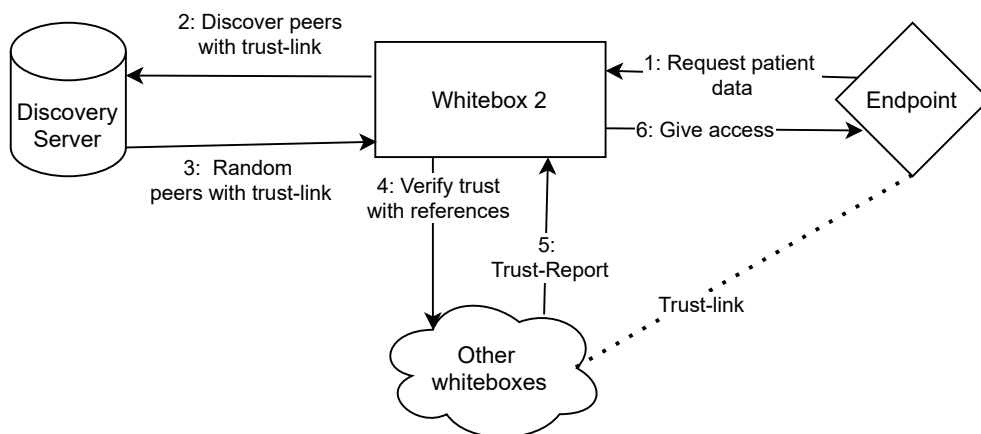 2: Discover peers
with trust-link
Discovery
Server
3:  Random
peers with trust-link
Whitebox 2
1: Request patient
data
6: Give access
Endpoint
4: Verify trust
with references
5:
Trust-Report
Trust-link
Other
whiteboxes